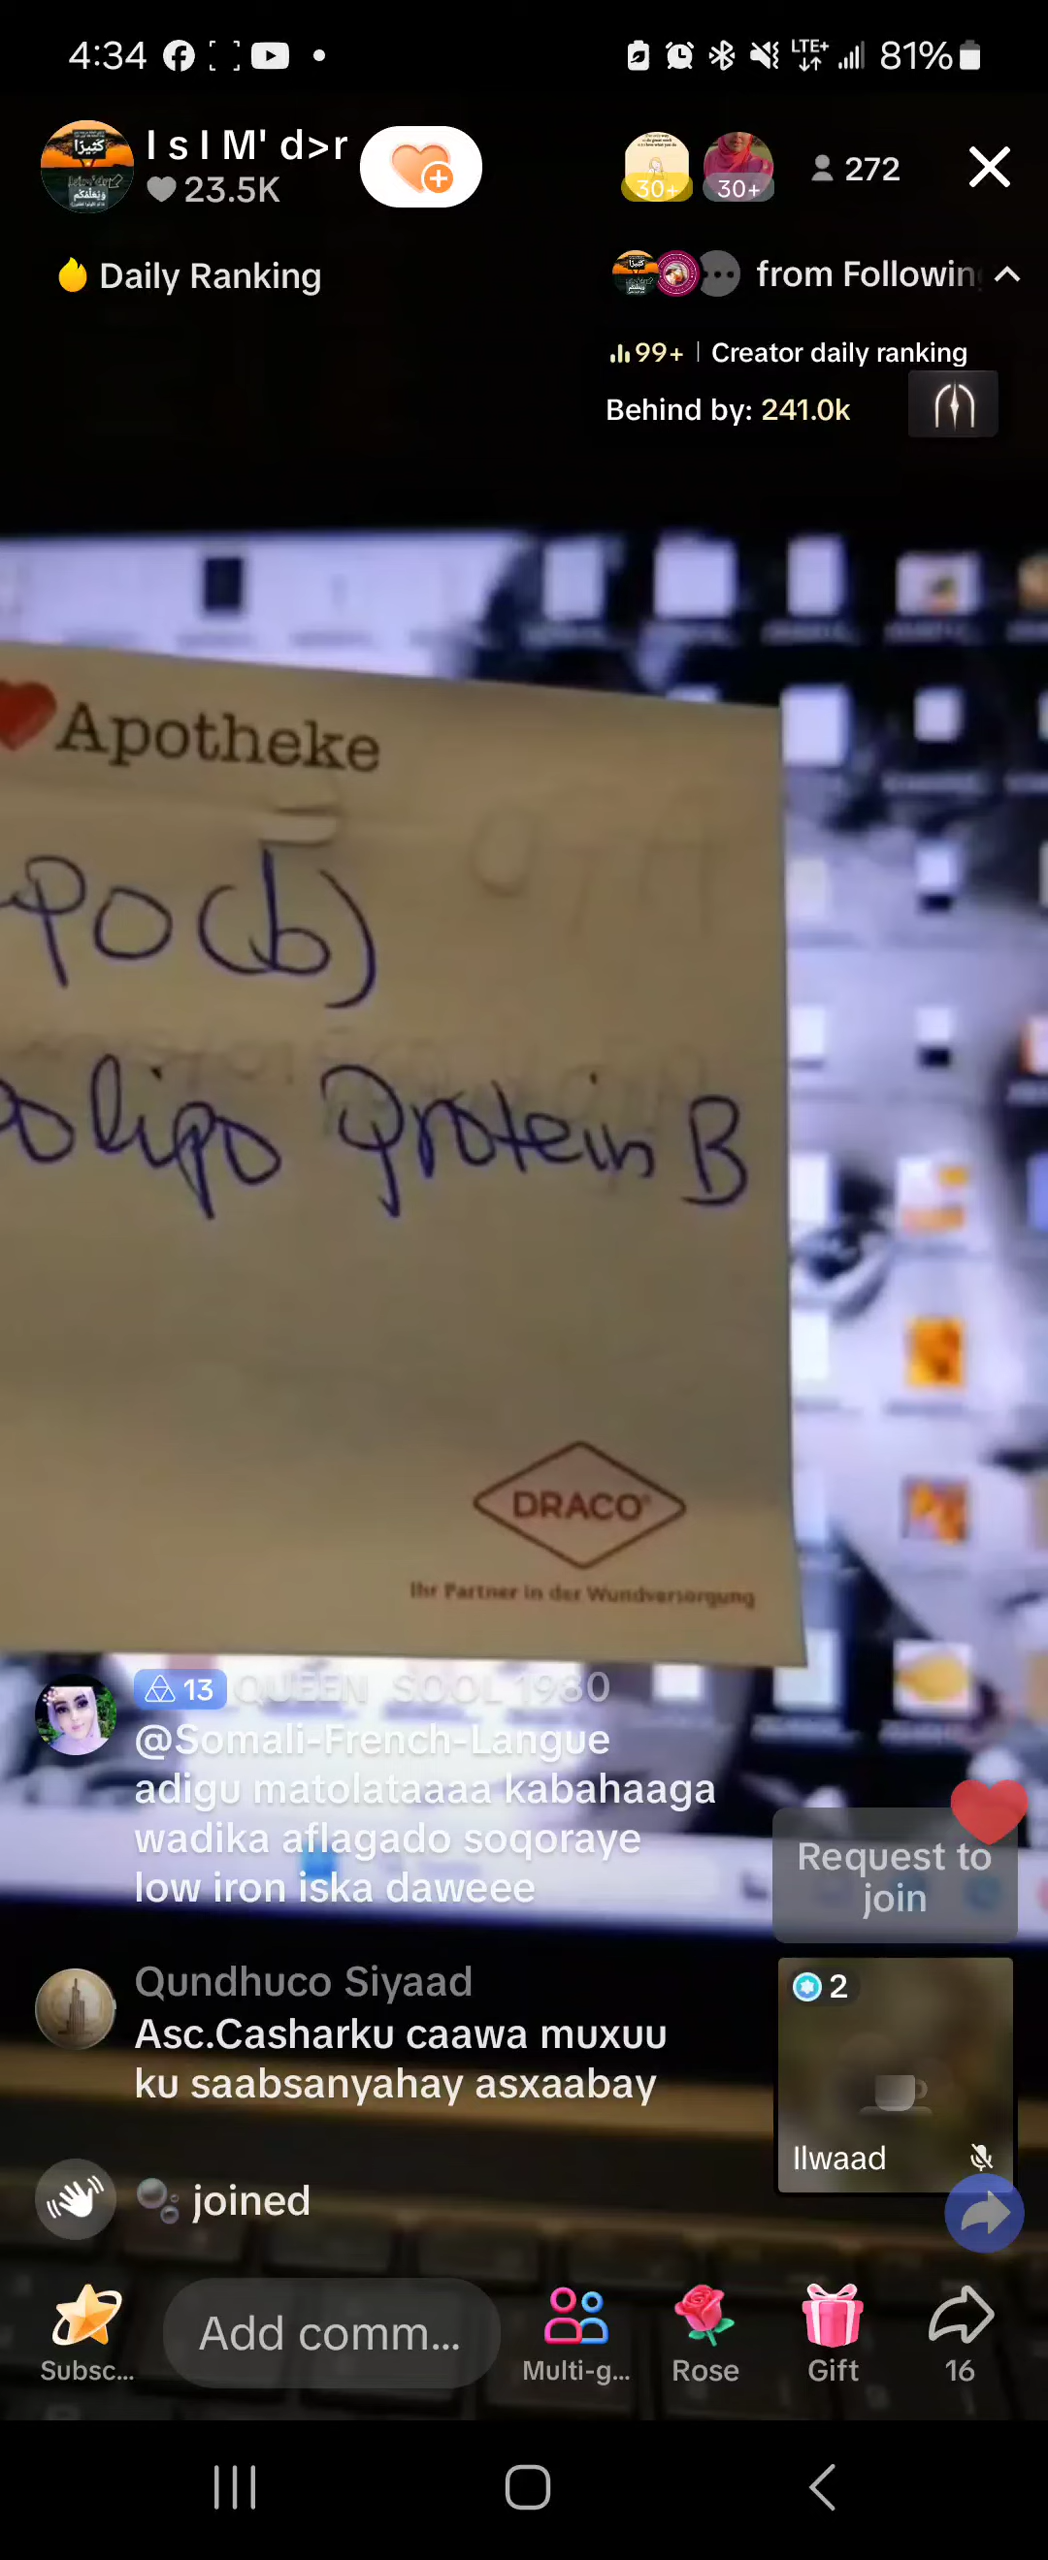 4:34
LTE+
81%
I s I M' d>r
23.5K
30+
30+
272
Daily Ranking
from Followin
99+ | Creator daily ranking
Behind by: 241.0k
Apotheke
PO(b)
olipo Protein B
DRACO®
Ihr Partner in der Wundversorgung
13 QUEEN SOOL 1980
@Somali-French-Langue
adigu matolataaaa kabahaaga
wadika aflagado soqoraye
low iron iska daweee
Request to
join
Qundhuco Siyaad
Asc.Casharku caawa muxuu
ku saabsanyahay asxaabay
2
Ilwaad
joined
Subsc...
Add comm...
Multi-g...
Rose
Gift
16